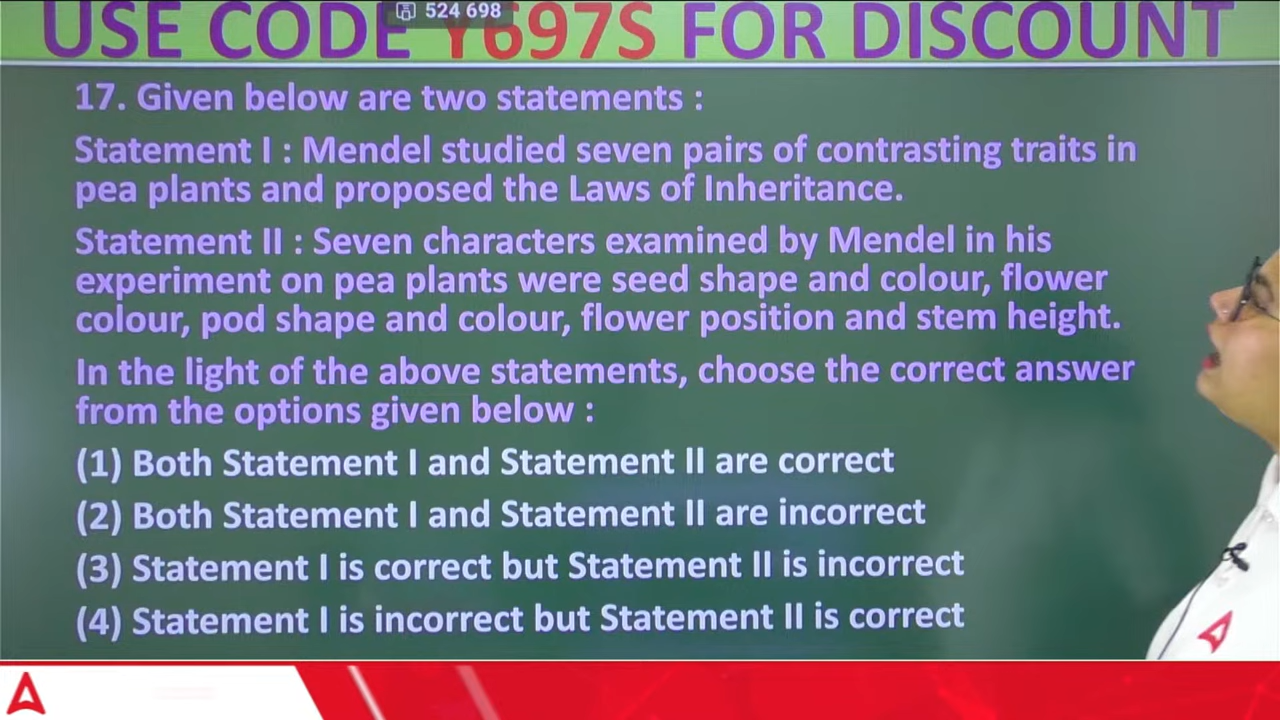 USE CODE Y697S FOR DISCOUNT
524 698
17. Given below are two statements :
Statement I : Mendel studied seven pairs of contrasting traits in
pea plants and proposed the Laws of Inheritance.
Statement II : Seven characters examined by Mendel in his
experiment on pea plants were seed shape and colour, flower
colour, pod shape and colour, flower position and stem height.
In the light of the above statements, choose the correct answer
from the options given below :
(1) Both Statement I and Statement II are correct
(2) Both Statement I and Statement II are incorrect
(3) Statement I is correct but Statement II is incorrect
(4) Statement I is incorrect but Statement II is correct